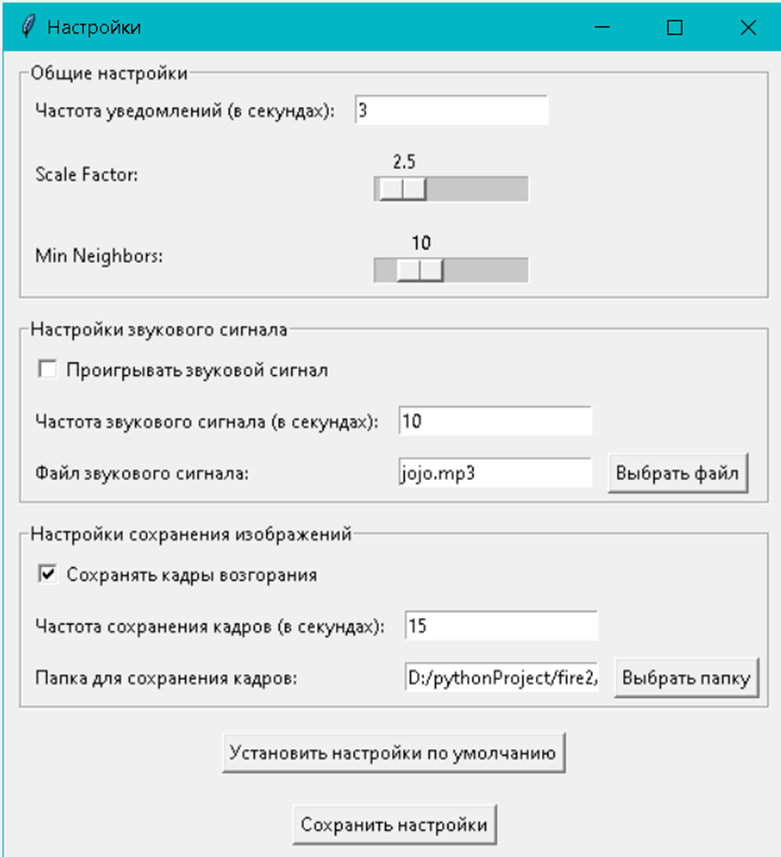 Настройки
Общие настройки
Частота уведомлений (в секундах): 3
2.5
Scale Factor:
10
Min Neighbors:
Настройки звукового сигнала
Проигрывать звуковой сигнал
Частота звукового сигнала (в секундах): 10
Файл звукового сигнала: jojo.mp3 Выбрать файл
Настройки сохранения изображений
Сохранять кадры возгорания
Частота сохранения кадров (в секундах): 15
Папка для сохранения кадров: D:/pythonProject/fire2, Выбрать папку
Установить настройки по умолчанию
Сохранить настройки